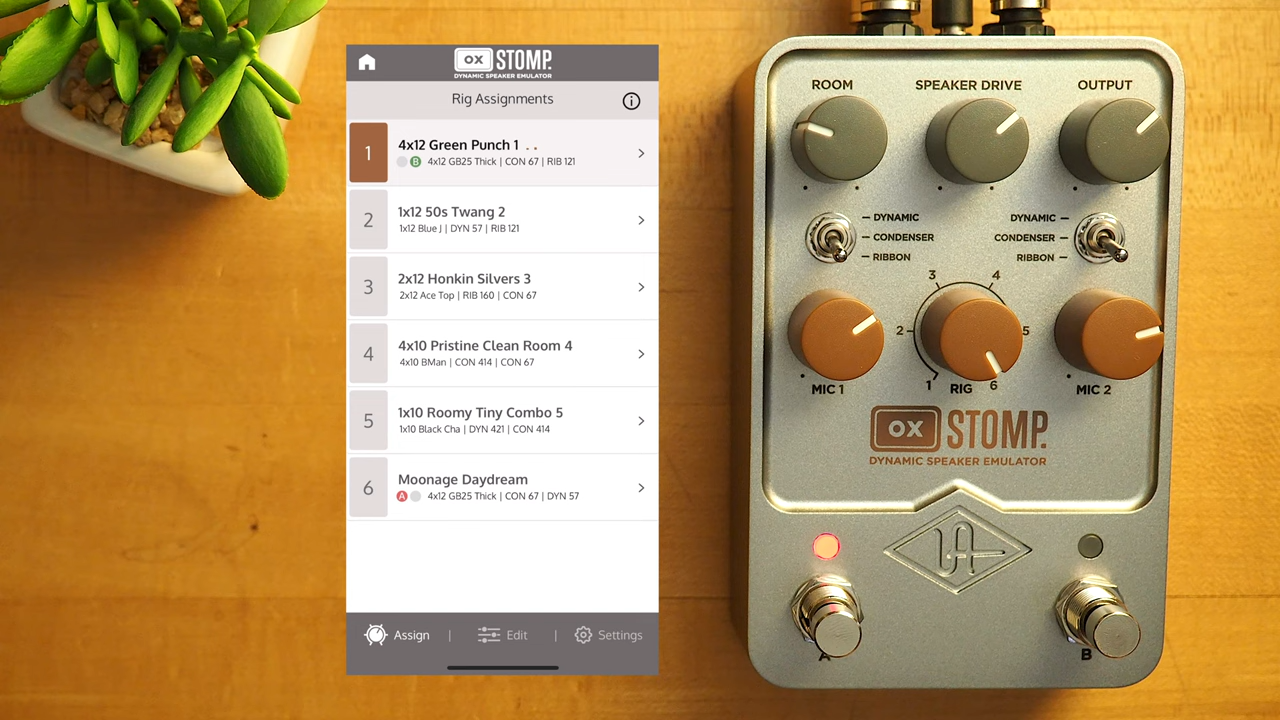 OX STOMP.
DYNAMIC SPEAKER EMULATOR
Rig Assignments
1
4x12 Green Punch 1
B 4x12 GB25 Thick | CON 67 | RIB 121
2
1x12 50s Twang 2
1x12 Blue J | DYN 57 | RIB 121
3
2x12 Honkin Silvers 3
2x12 Ace Top | RIB 160 | CON 67
4
4x10 Pristine Clean Room 4
4x10 BMan | CON 414 | CON 67
5
1x10 Roomy Tiny Combo 5
1x10 Black Cha | DYN 421 | CON 414
6
Moonage Daydream
A 4x12 GB25 Thick | CON 67 | DYN 57
Assign | Edit | Settings
ROOM SPEAKER DRIVE OUTPUT
DYNAMIC DYNAMIC
CONDENSER CONDENSER
RIBBON RIBBON
3 4
2 5
1 6
MIC 1 RIG MIC 2
OX STOMP.
DYNAMIC SPEAKER EMULATOR
UA
A B